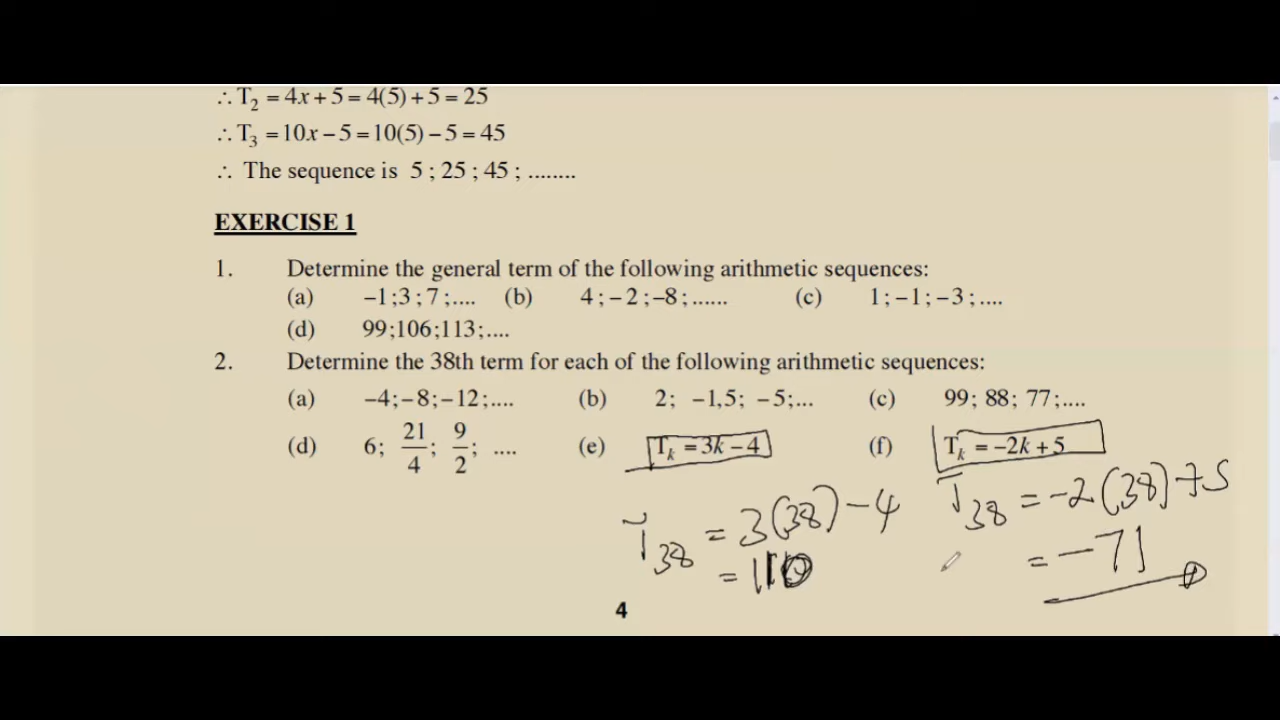 ∴ T₂ = 4x + 5 = 4(5) + 5 = 25
∴ T₃ = 10x − 5 = 10(5) − 5 = 45
∴ The sequence is 5 ; 25 ; 45 ; ........
EXERCISE 1
1. Determine the general term of the following arithmetic sequences:
(a) −1 ;3 ; 7 ;.... (b) 4 ; − 2 ; −8 ; ...... (c) 1 ; −1 ; −3 ; ....
(d) 99 ;106 ;113 ;....
2. Determine the 38th term for each of the following arithmetic sequences:
(a) −4; −8; −12;.... (b) 2; −1,5; −5;... (c) 99; 88; 77;....
(d) 6; 21/4; 9/2; .... (e) Tₖ = 3k − 4 (f) Tₖ = −2k + 5
T₃₈ = 3(38) − 4 T₃₈ = −2(38)+5
= 110 = −71
4